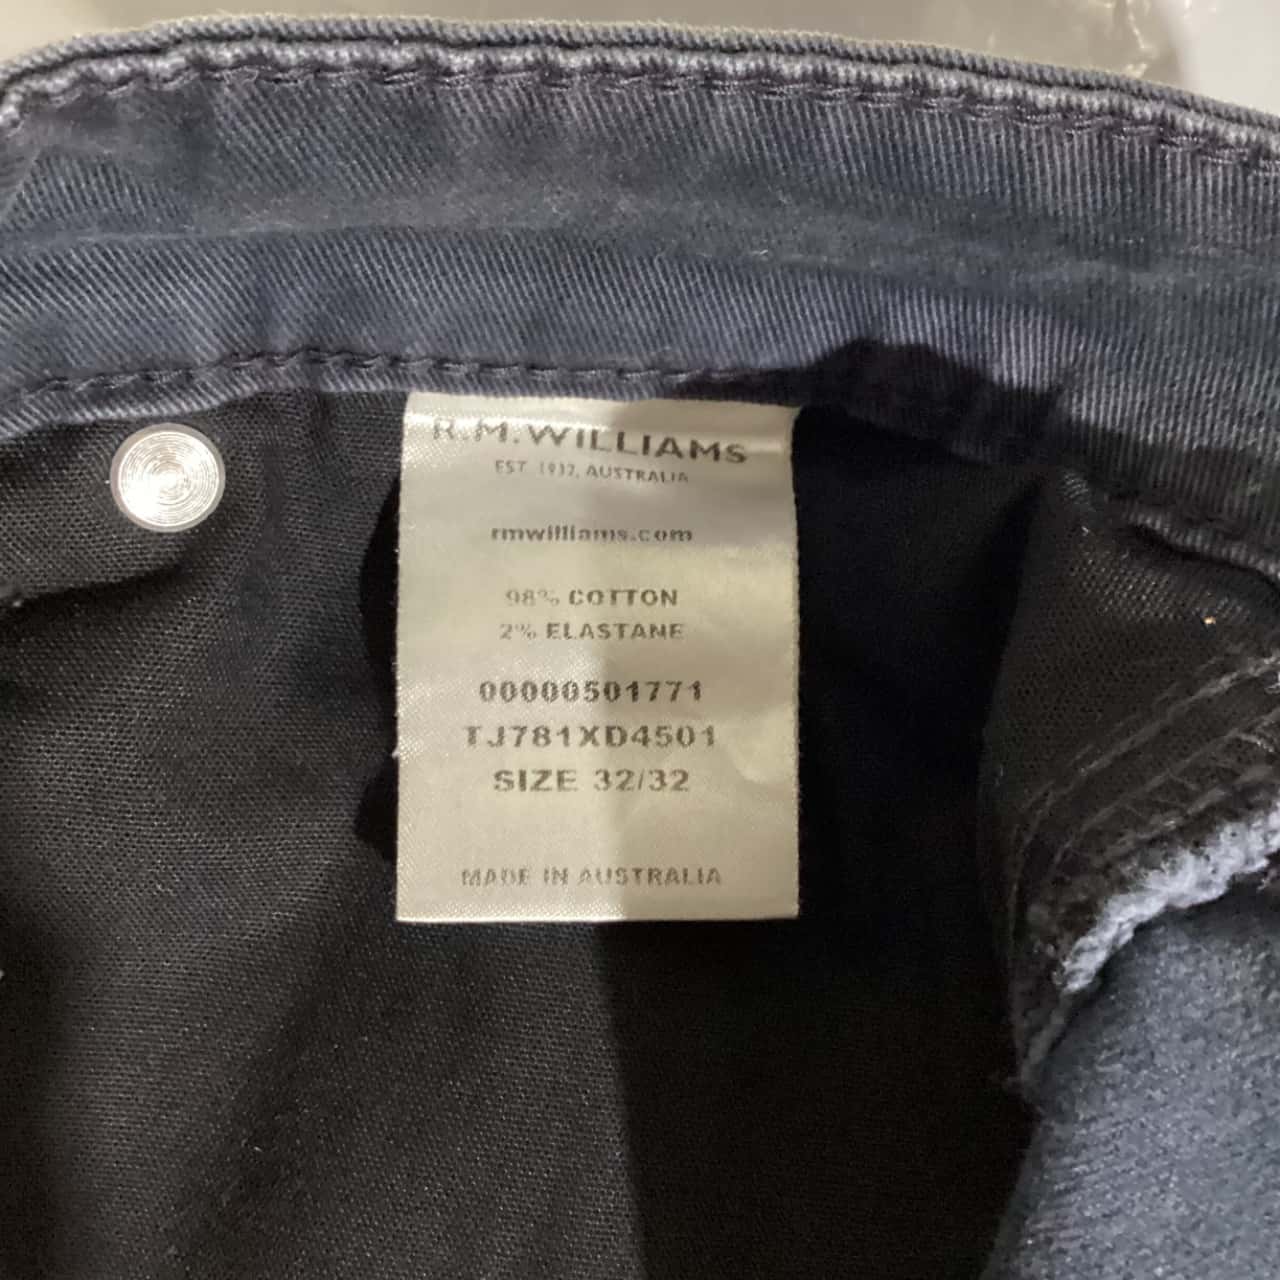 R.M.WILLIAMS
EST. 1932, AUSTRALIA
rmwilliams.com
98% COTTON
2% ELASTANE
00000501771
TJ781XD4501
SIZE 32/32
MADE IN AUSTRALIA